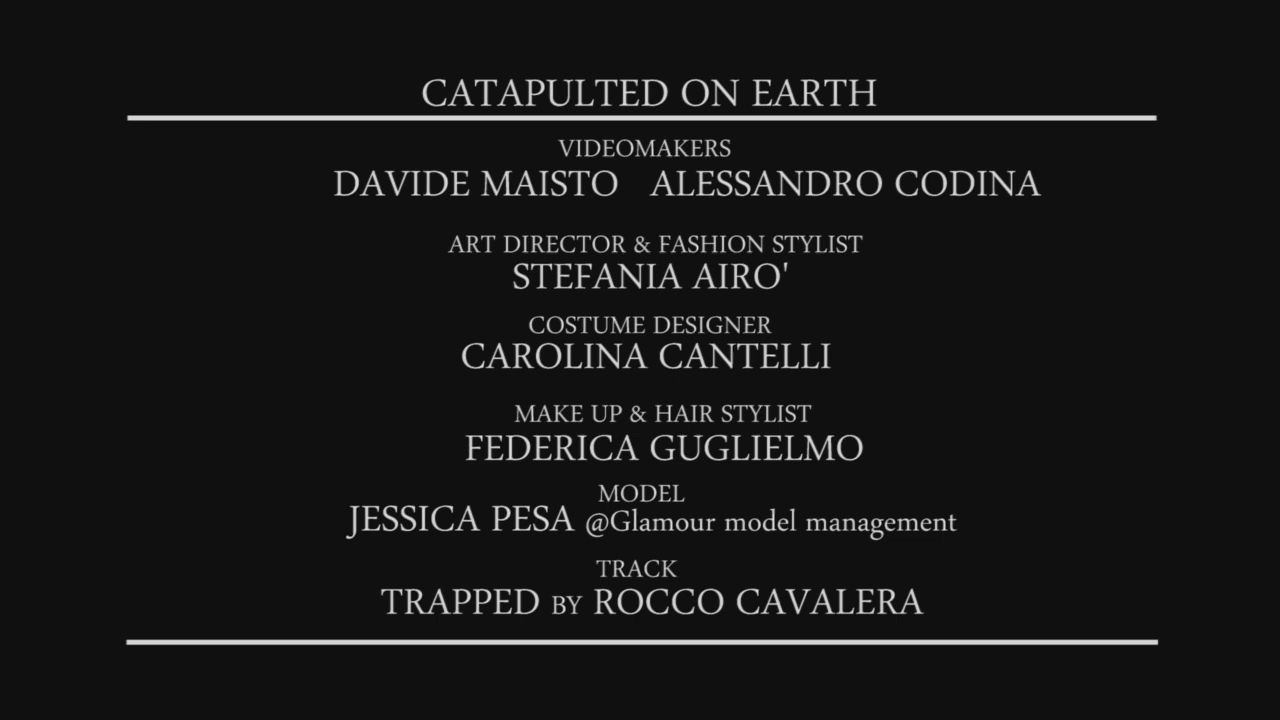 CATAPULTED ON EARTH
VIDEOMAKERS
DAVIDE MAISTO ALESSANDRO CODINA
ART DIRECTOR & FASHION STYLIST
STEFANIA AIRO'
COSTUME DESIGNER
CAROLINA CANTELLI
MAKE UP & HAIR STYLIST
FEDERICA GUGLIELMO
MODEL
JESSICA PESA @Glamour model management
TRACK
TRAPPED BY ROCCO CAVALERA